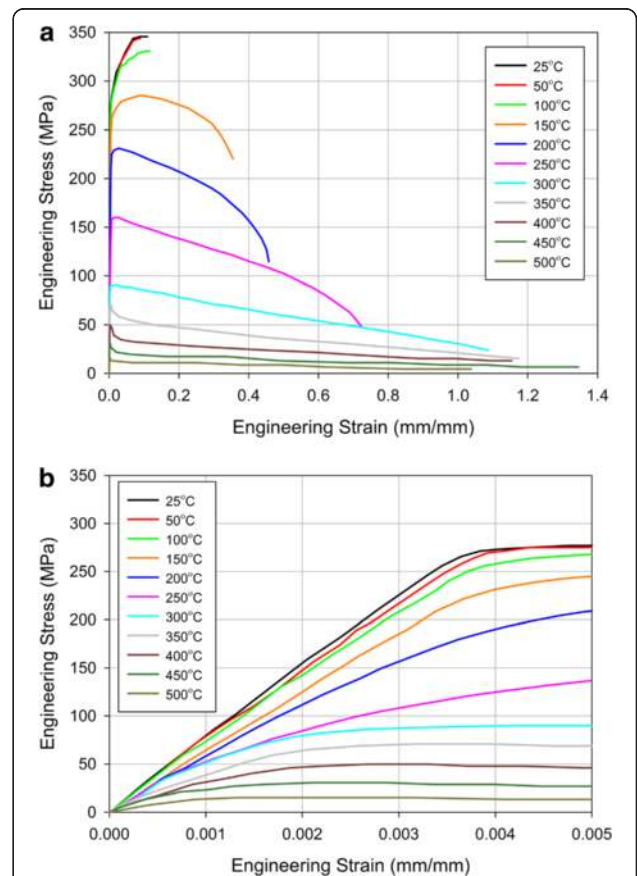 a
350
300
250
200
150
100
50
0
Engineering Stress (MPa)
25°C
50°C
100°C
150°C
200°C
250°C
300°C
350°C
400°C
450°C
500°C
0.0 0.2 0.4 0.6 0.8 1.0 1.2 1.4
Engineering Strain (mm/mm)
b
350
300
250
200
150
100
50
0
Engineering Stress (MPa)
25°C
50°C
100°C
150°C
200°C
250°C
300°C
350°C
400°C
450°C
500°C
0.000 0.001 0.002 0.003 0.004 0.005
Engineering Strain (mm/mm)